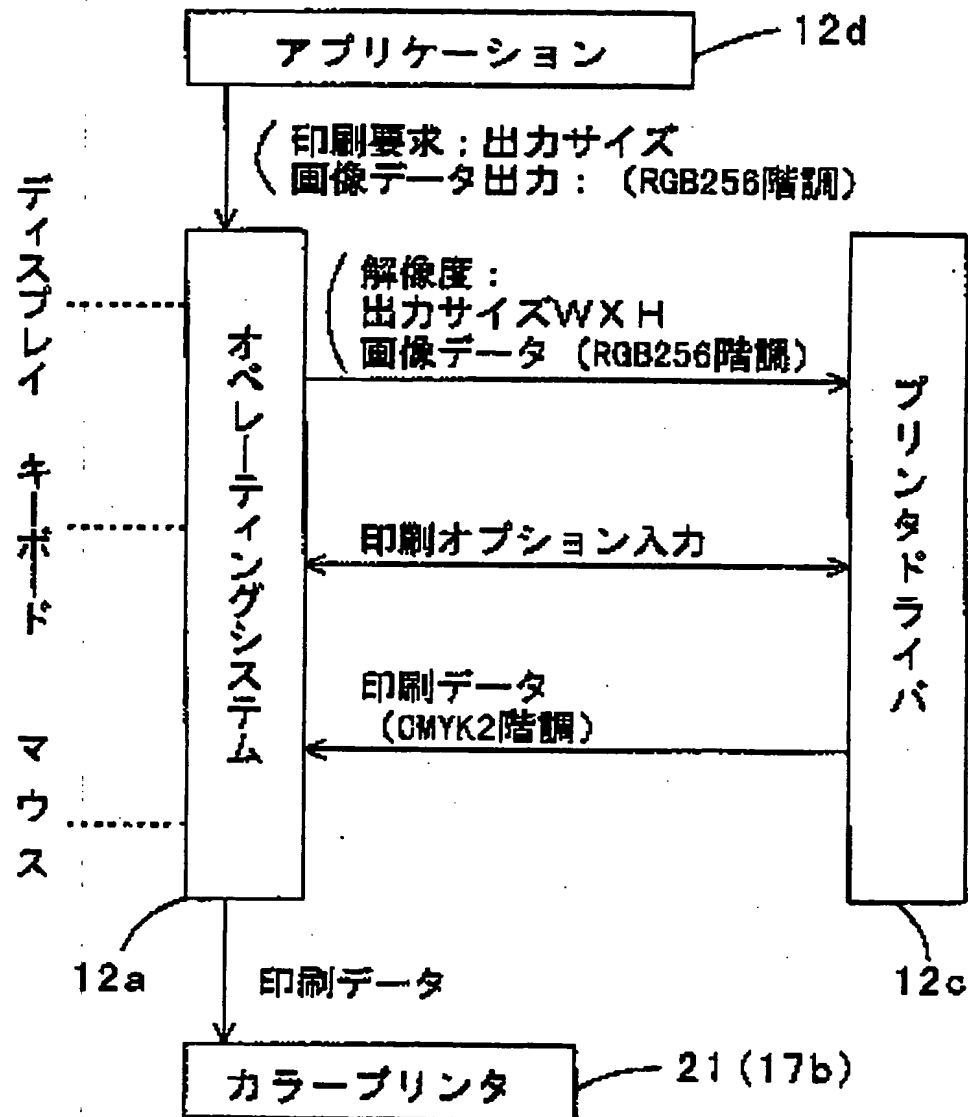 アプリケーション
12d
印刷要求：出力サイズ
画像データ出力：（RGB256階調）
ディスプレイ
キーボード
マウス
オペレーティングシステム
解像度：
出力サイズW×H
画像データ（RGB256階調）
印刷オプション入力
印刷データ
（CMYK2階調）
プリンタドライバ
12a
12c
印刷データ
カラープリンタ
21(17b)